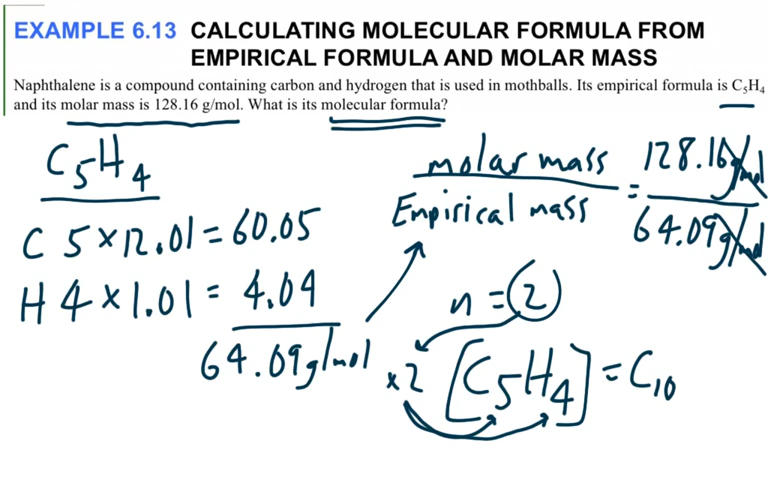 EXAMPLE 6.13 CALCULATING MOLECULAR FORMULA FROM
EMPIRICAL FORMULA AND MOLAR MASS
Naphthalene is a compound containing carbon and hydrogen that is used in mothballs. Its empirical formula is C₅H₄
and its molar mass is 128.16 g/mol. What is its molecular formula?
C₅H₄
C 5×12.01=60.05
H 4×1.01= 4.04
64.09g/mol
molar mass
Empirical mass
=
128.16g/mol
64.09g/mol
n = 2
×2 [C₅H₄] = C₁₀